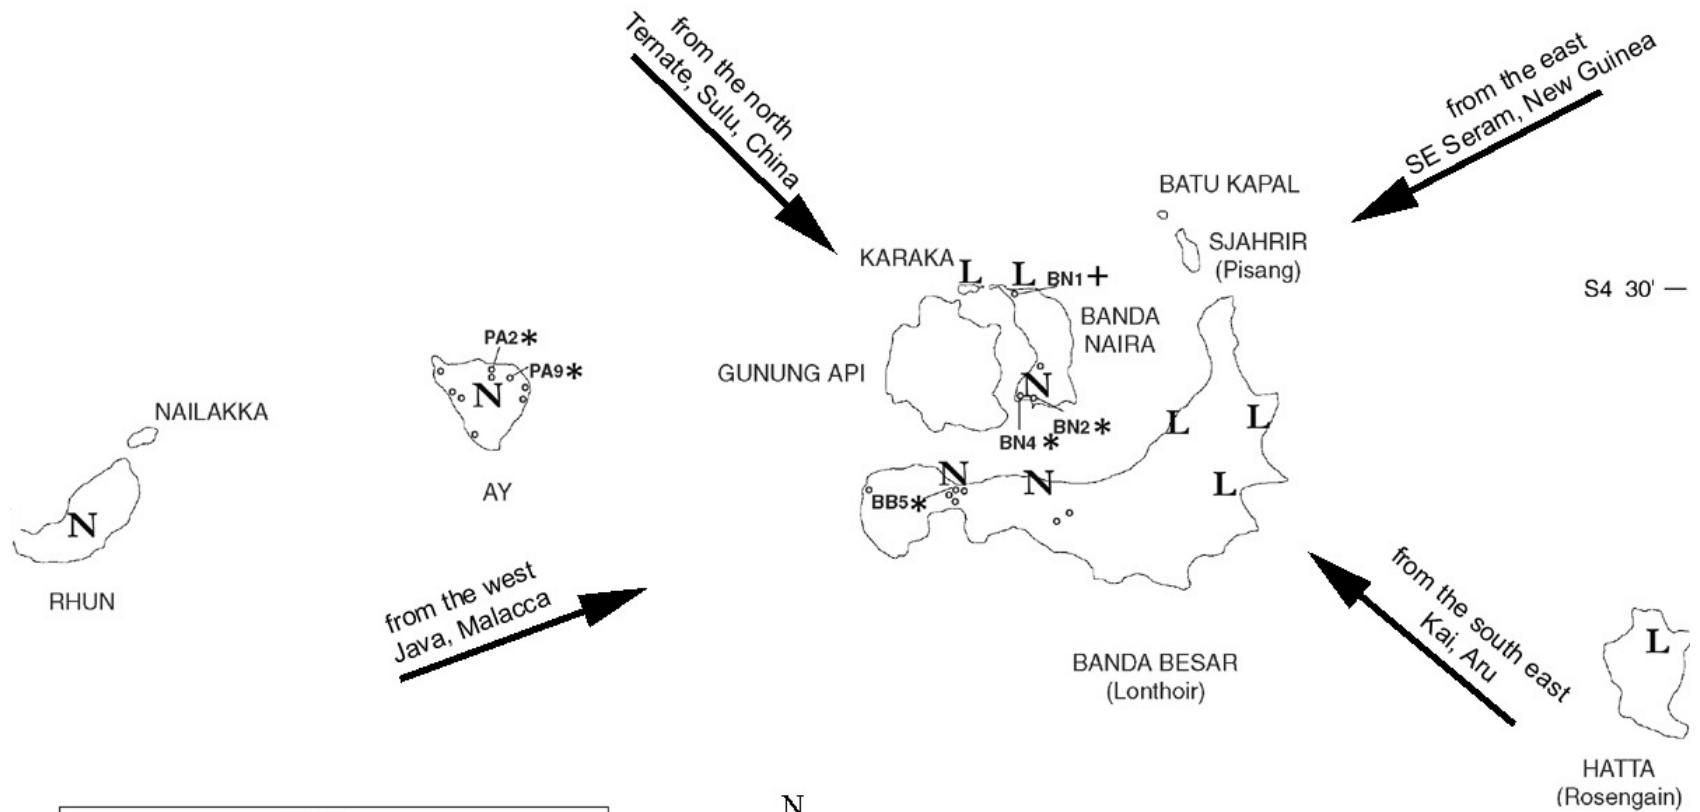 from the north
Ternate, Sulu, China
from the east
SE Seram, New Guinea
BATU KAPAL
SJAHRIR
(Pisang)
KARAKA
L
L
BN1 +
S4 30' —
BANDA
NAIRA
GUNUNG API
N
PA2*
PA9*
N
NAILAKKA
L
L
BN2*
BN4*
N
N
L
BB5*
AY
N
RHUN
from the west
Java, Malacca
from the south east
Kai, Aru
BANDA BESAR
(Lonthoir)
L
HATTA
(Rosengain)
N